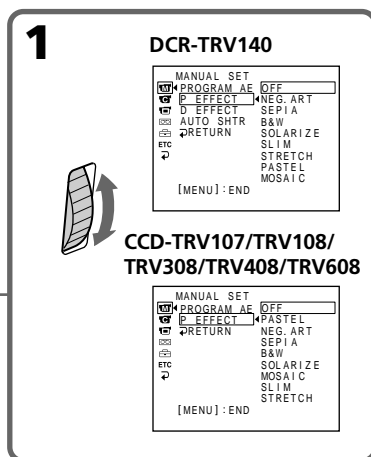 1
DCR-TRV140
MANUAL SET
PROGRAM AE OFF
P EFFECT NEG. ART
D EFFECT SEPIA
AUTO SHTR B&W
RETURN SOLARIZE
ETC SLIM
STRETCH
PASTEL
MOSAIC
[MENU] : END
CCD-TRV107/TRV108/
TRV308/TRV408/TRV608
MANUAL SET
PROGRAM AE OFF
P EFFECT PASTEL
RETURN NEG. ART
SEPIA
B&W
ETC SOLARIZE
MOSAIC
SLIM
STRETCH
[MENU] : END